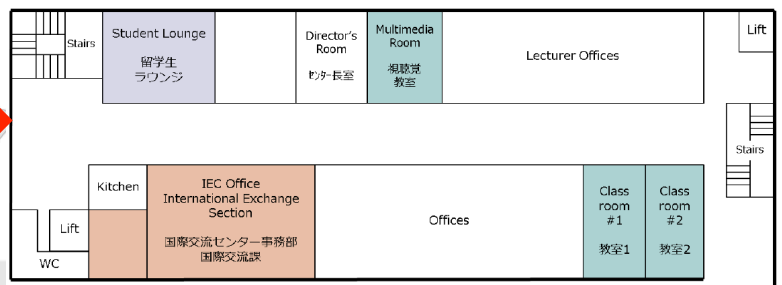 Stairs
Student Lounge
留学生
ラウンジ
Director's
Room
センター長室
Multimedia
Room
視聴覚
教室
Lecturer Offices
Lift
Stairs
Kitchen
Lift
WC
IEC Office
International Exchange
Section
国際交流センター事務部
国際交流課
Offices
Class
room
#1
教室1
Class
room
#2
教室2